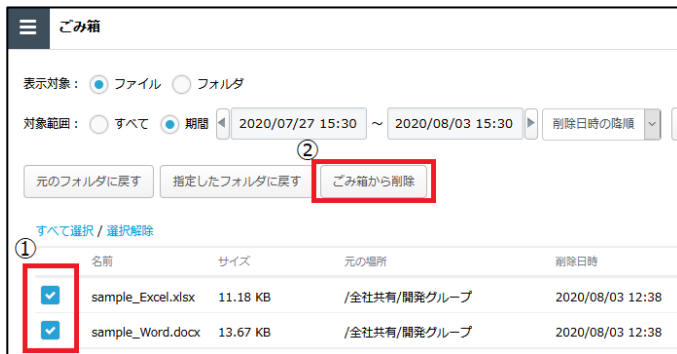 ごみ箱
表示対象： ファイル フォルダ
対象範囲： すべて 期間 2020/07/27 15:30 ～ 2020/08/03 15:30 削除日時の降順
②
元のフォルダに戻す 指定したフォルダに戻す ごみ箱から削除
すべて選択 / 選択解除
①
名前 サイズ 元の場所 削除日時
sample_Excel.xlsx 11.18 KB /全社共有/開発グループ 2020/08/03 12:38
sample_Word.docx 13.67 KB /全社共有/開発グループ 2020/08/03 12:38